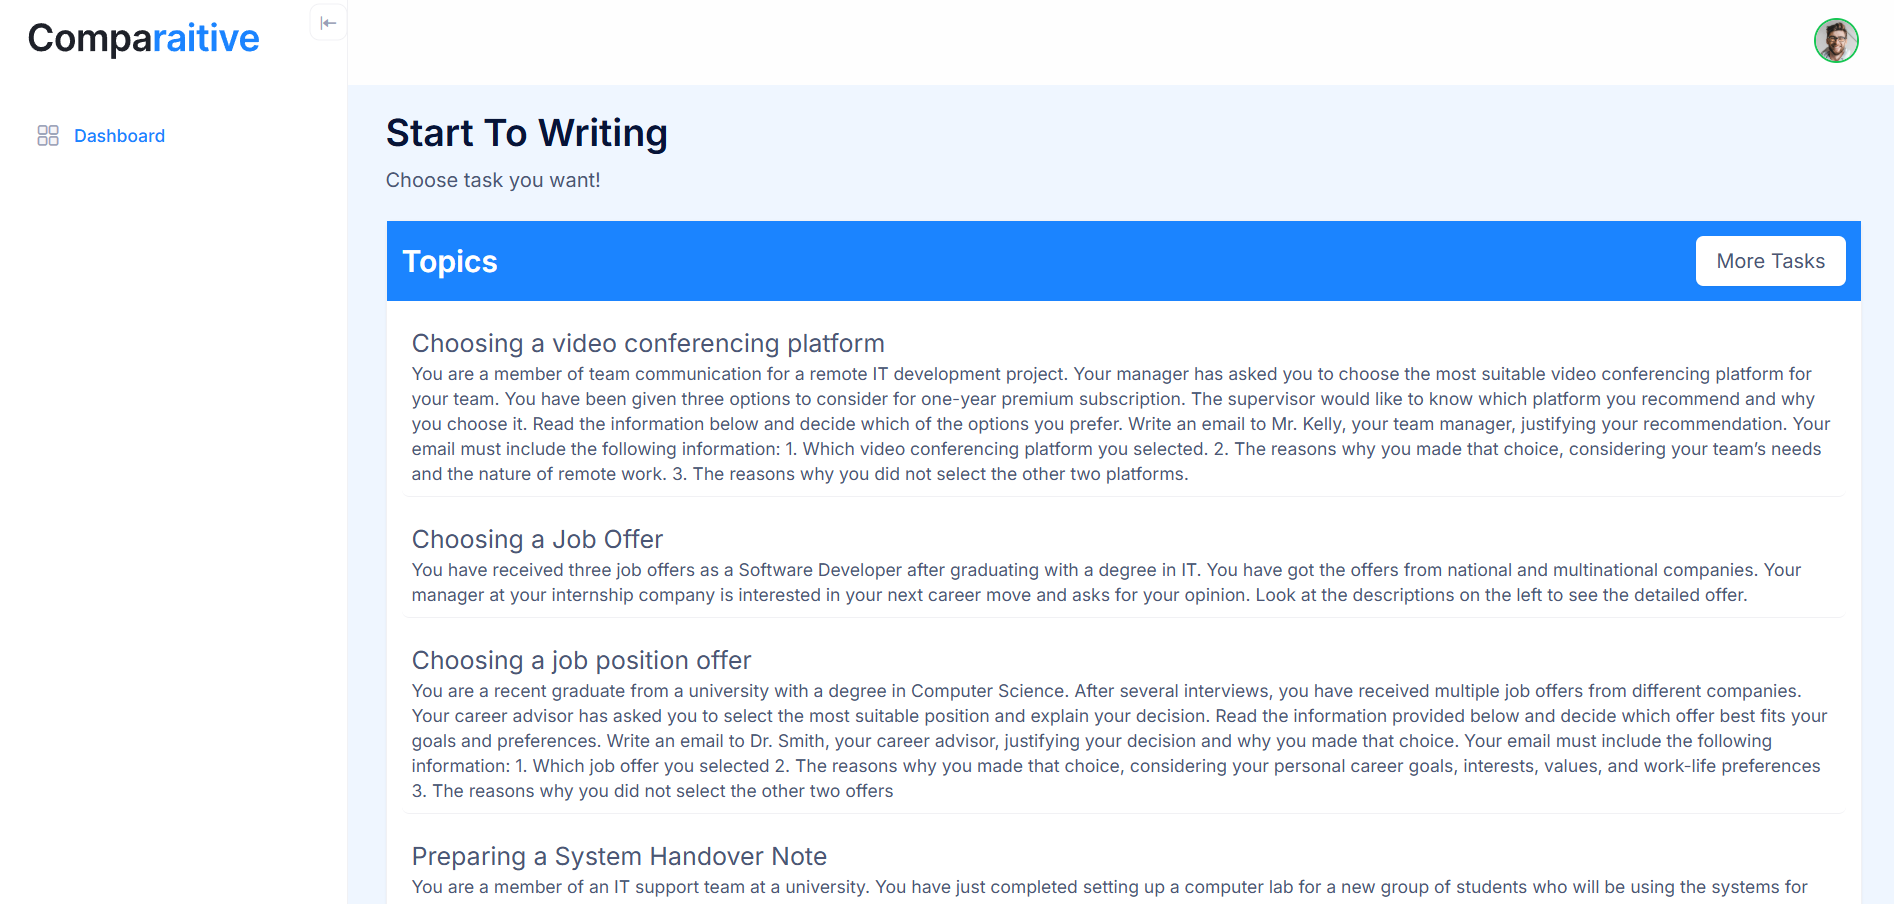 Comparaitive
Dashboard
Start To Writing
Choose task you want!
Topics
More Tasks
Choosing a video conferencing platform
You are a member of team communication for a remote IT development project. Your manager has asked you to choose the most suitable video conferencing platform for
your team. You have been given three options to consider for one-year premium subscription. The supervisor would like to know which platform you recommend and why
you choose it. Read the information below and decide which of the options you prefer. Write an email to Mr. Kelly, your team manager, justifying your recommendation. Your
email must include the following information: 1. Which video conferencing platform you selected. 2. The reasons why you made that choice, considering your team’s needs
and the nature of remote work. 3. The reasons why you did not select the other two platforms.
Choosing a Job Offer
You have received three job offers as a Software Developer after graduating with a degree in IT. You have got the offers from national and multinational companies. Your
manager at your internship company is interested in your next career move and asks for your opinion. Look at the descriptions on the left to see the detailed offer.
Choosing a job position offer
You are a recent graduate from a university with a degree in Computer Science. After several interviews, you have received multiple job offers from different companies.
Your career advisor has asked you to select the most suitable position and explain your decision. Read the information provided below and decide which offer best fits your
goals and preferences. Write an email to Dr. Smith, your career advisor, justifying your decision and why you made that choice. Your email must include the following
information: 1. Which job offer you selected 2. The reasons why you made that choice, considering your personal career goals, interests, values, and work-life preferences
3. The reasons why you did not select the other two offers
Preparing a System Handover Note
You are a member of an IT support team at a university. You have just completed setting up a computer lab for a new group of students who will be using the systems for